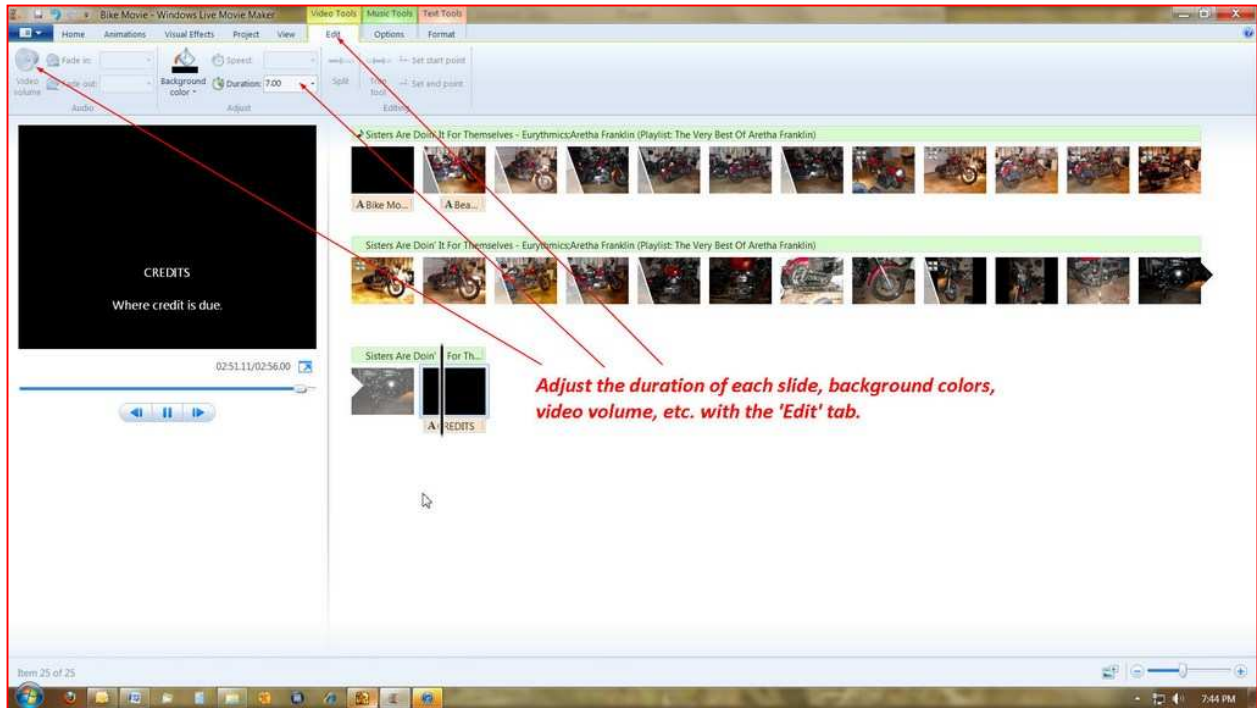 Bike Movie - Windows Live Movie Maker
Video Tools Music Tools Text Tools
Home Animations Visual Effects Project View Edit Options Format
Fade in: Speed: Set start point
Video volume Fade out: Background color Duration: 7.00 Split Trim tool Set end point
Audio Adjust Editing
Sisters Are Doin' It For Themselves - Eurythmics;Aretha Franklin (Playlist: The Very Best Of Aretha Franklin)
A Bike Mo... A Bea...
Sisters Are Doin' It For Themselves - Eurythmics;Aretha Franklin (Playlist: The Very Best Of Aretha Franklin)
CREDITS
Where credit is due.
02:51.11/02:56.00
Sisters Are Doin' For Th...
A REDITS
Adjust the duration of each slide, background colors,
video volume, etc. with the 'Edit' tab.
Item 25 of 25
7:44 PM